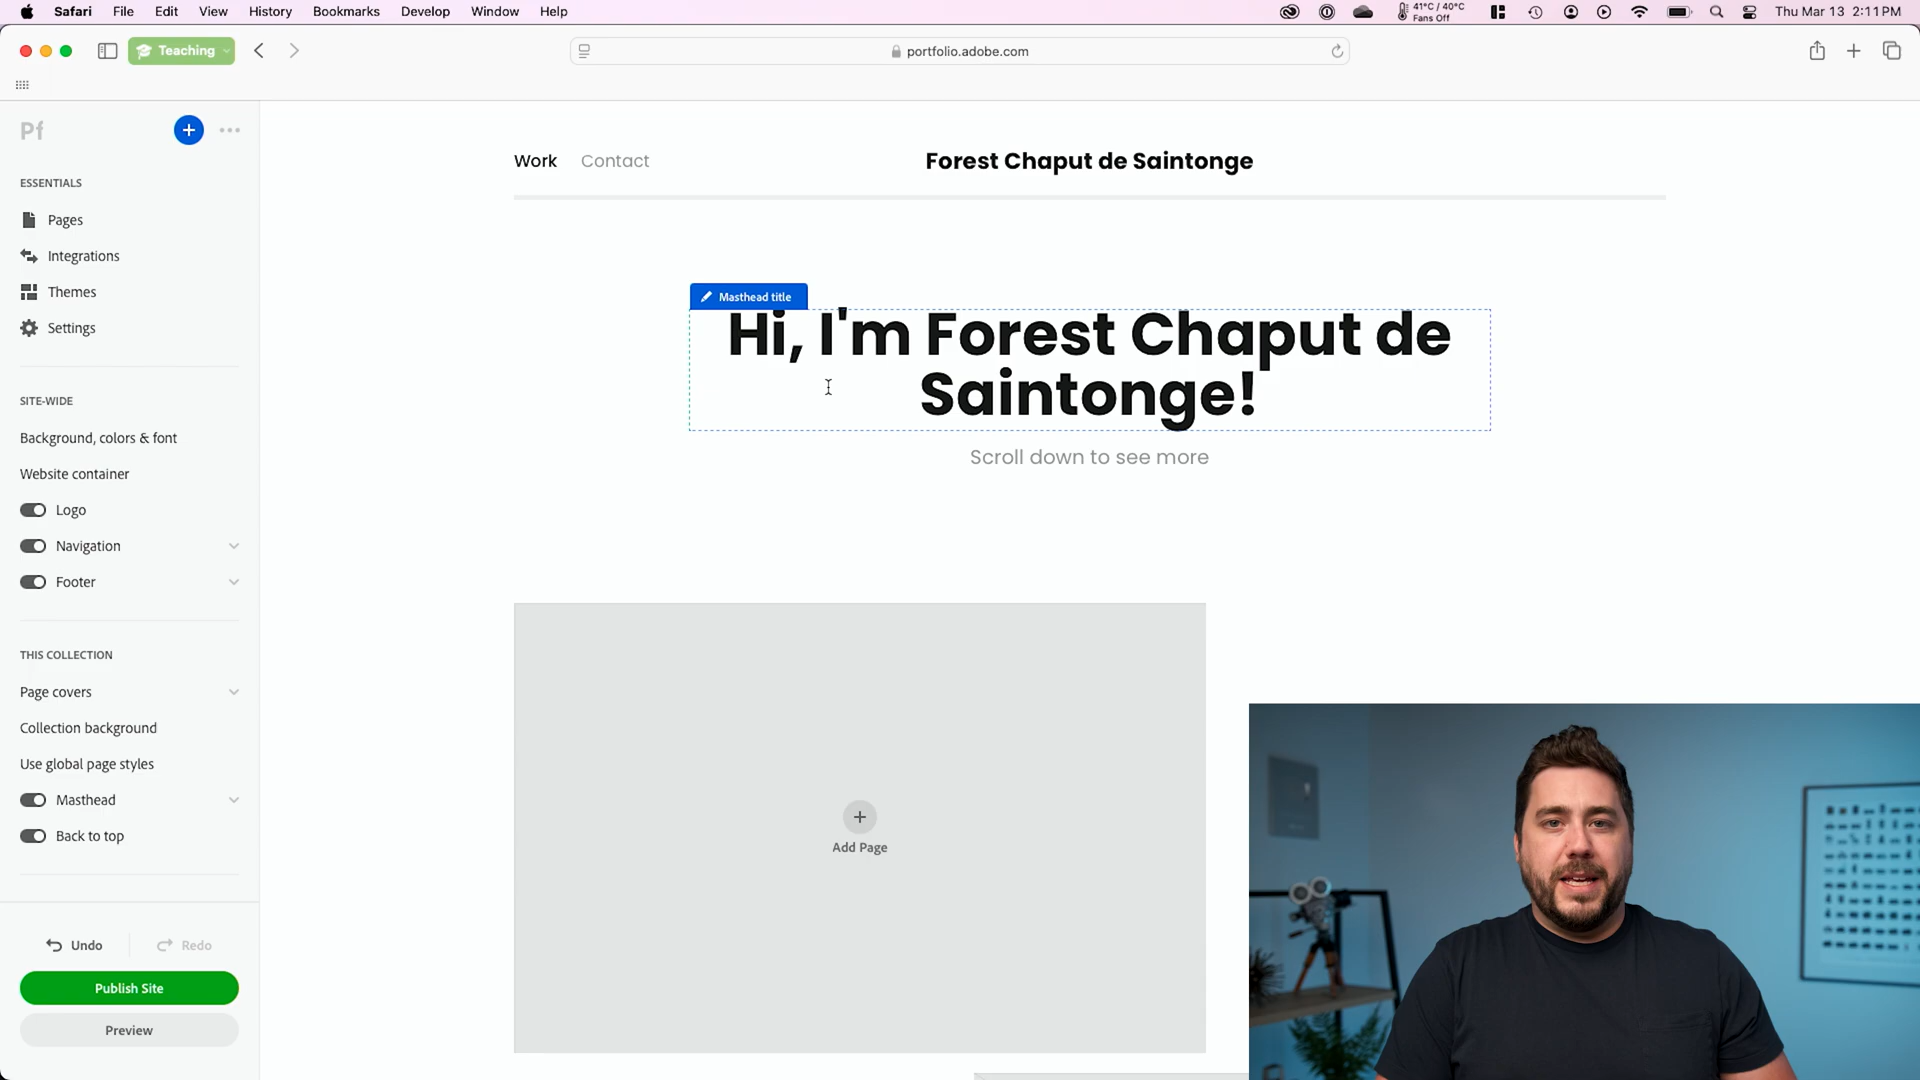 Safari File Edit View History Bookmarks Develop Window Help
41°C / 40°C
Fans Off
Thu Mar 13 2:11 PM
Teaching
portfolio.adobe.com
Pf
ESSENTIALS
Pages
Integrations
Themes
Settings
SITE-WIDE
Background, colors & font
Website container
Logo
Navigation
Footer
THIS COLLECTION
Page covers
Collection background
Use global page styles
Masthead
Back to top
Undo Redo
Publish Site
Preview
Work Contact
Forest Chaput de Saintonge
Masthead title
Hi, I'm Forest Chaput de
Saintonge!
Scroll down to see more
Add Page